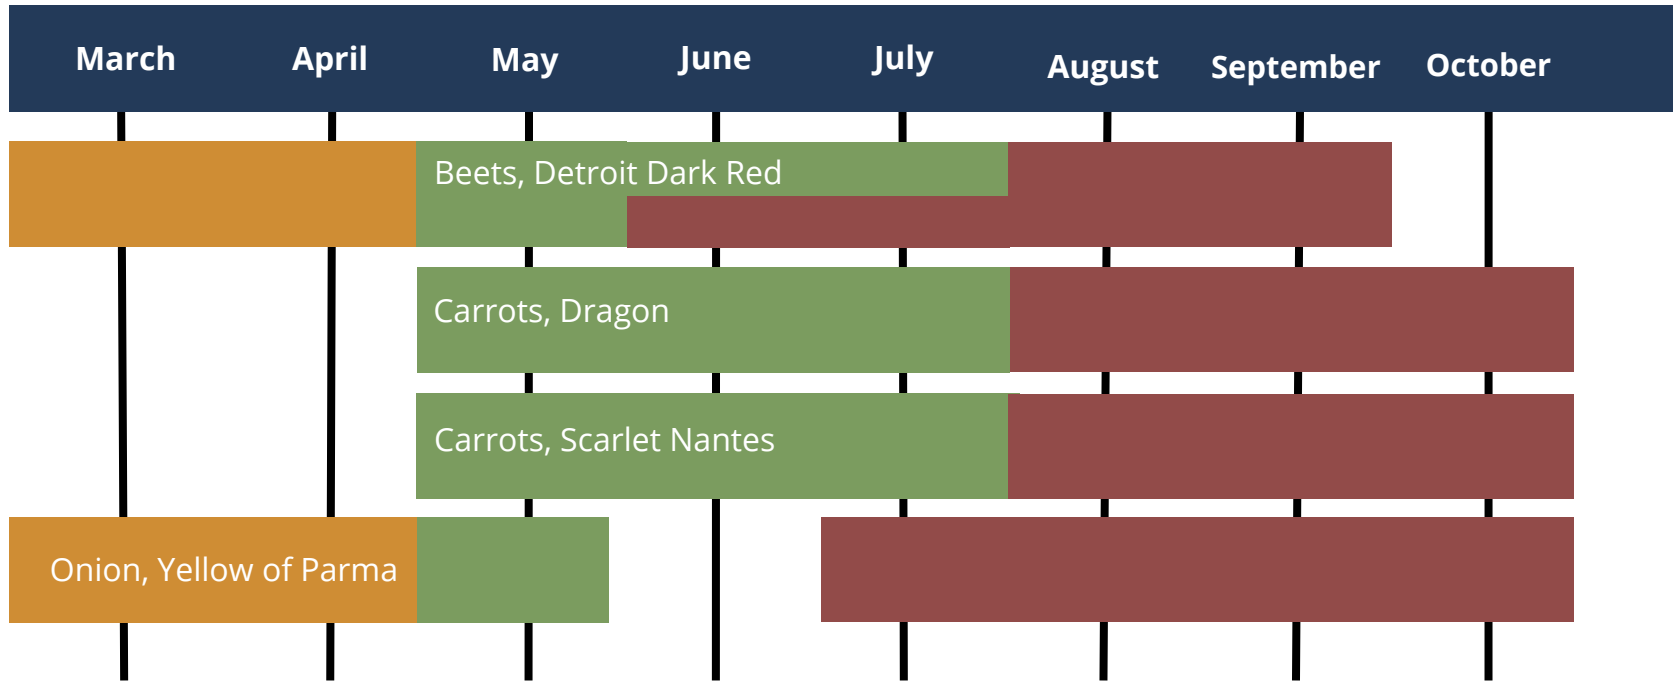 March April May June July August September October
Beets, Detroit Dark Red
Carrots, Dragon
Carrots, Scarlet Nantes
Onion, Yellow of Parma